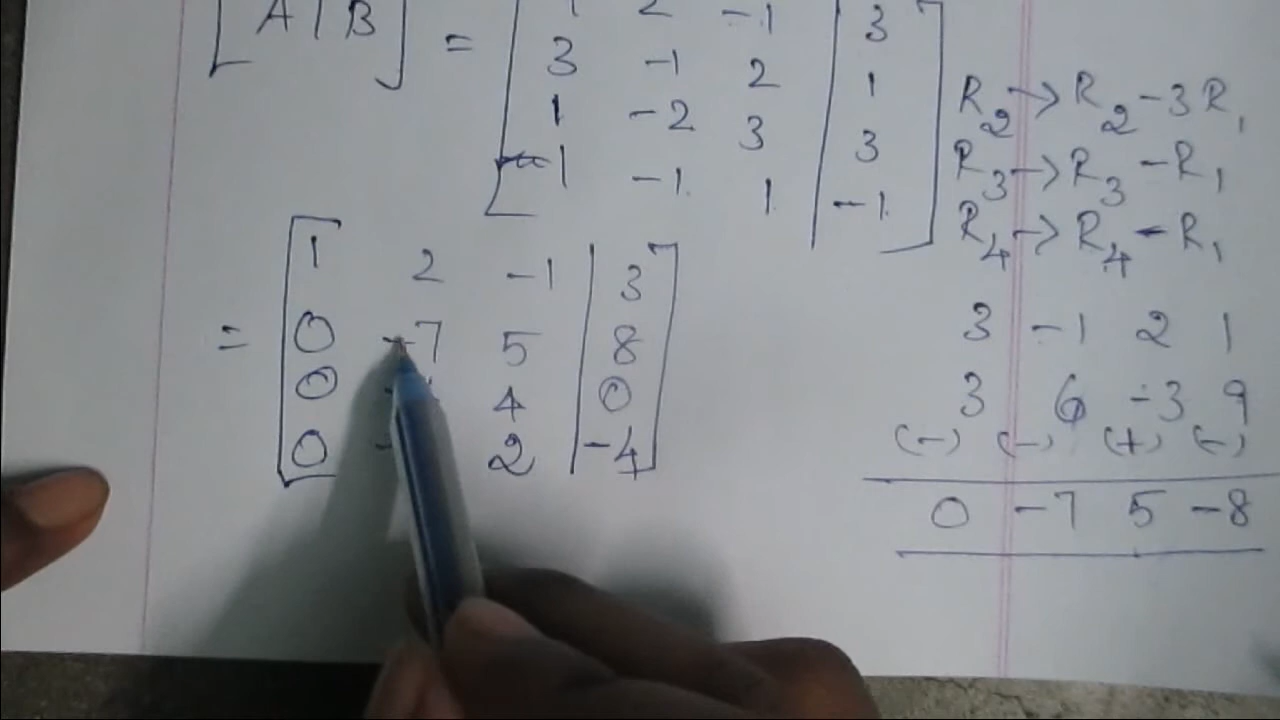 [A | B] = [1 2 -1 | 3]
3 -1 2 | 1
1 -2 3 | 3
1 -1 1 | -1
R2 → R2 - 3R1
R3 → R3 - R1
R4 → R4 - R1
= [1 2 -1 | 3]
0 -7 5 | 8
0 - 4 | 0
0 - 2 | -4
3 -1 2 1
3 6 -3 9
(-) (-) (+) (-)
0 -7 5 -8